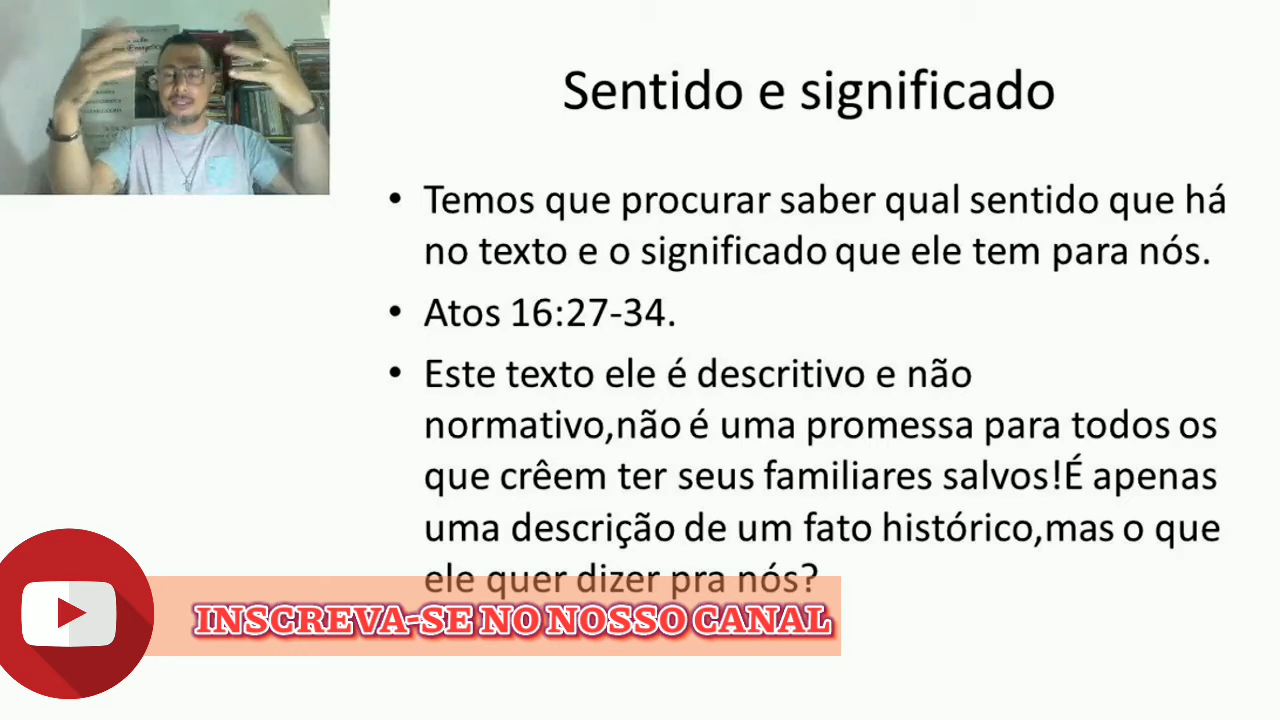 Sentido e significado
• Temos que procurar saber qual sentido que há
no texto e o significado que ele tem para nós.
• Atos 16:27-34.
• Este texto ele é descritivo e não
normativo,não é uma promessa para todos os
que crêem ter seus familiares salvos!É apenas
uma descrição de um fato histórico,mas o que
ele quer dizer pra nós?
INSCREVA-SE NO NOSSO CANAL